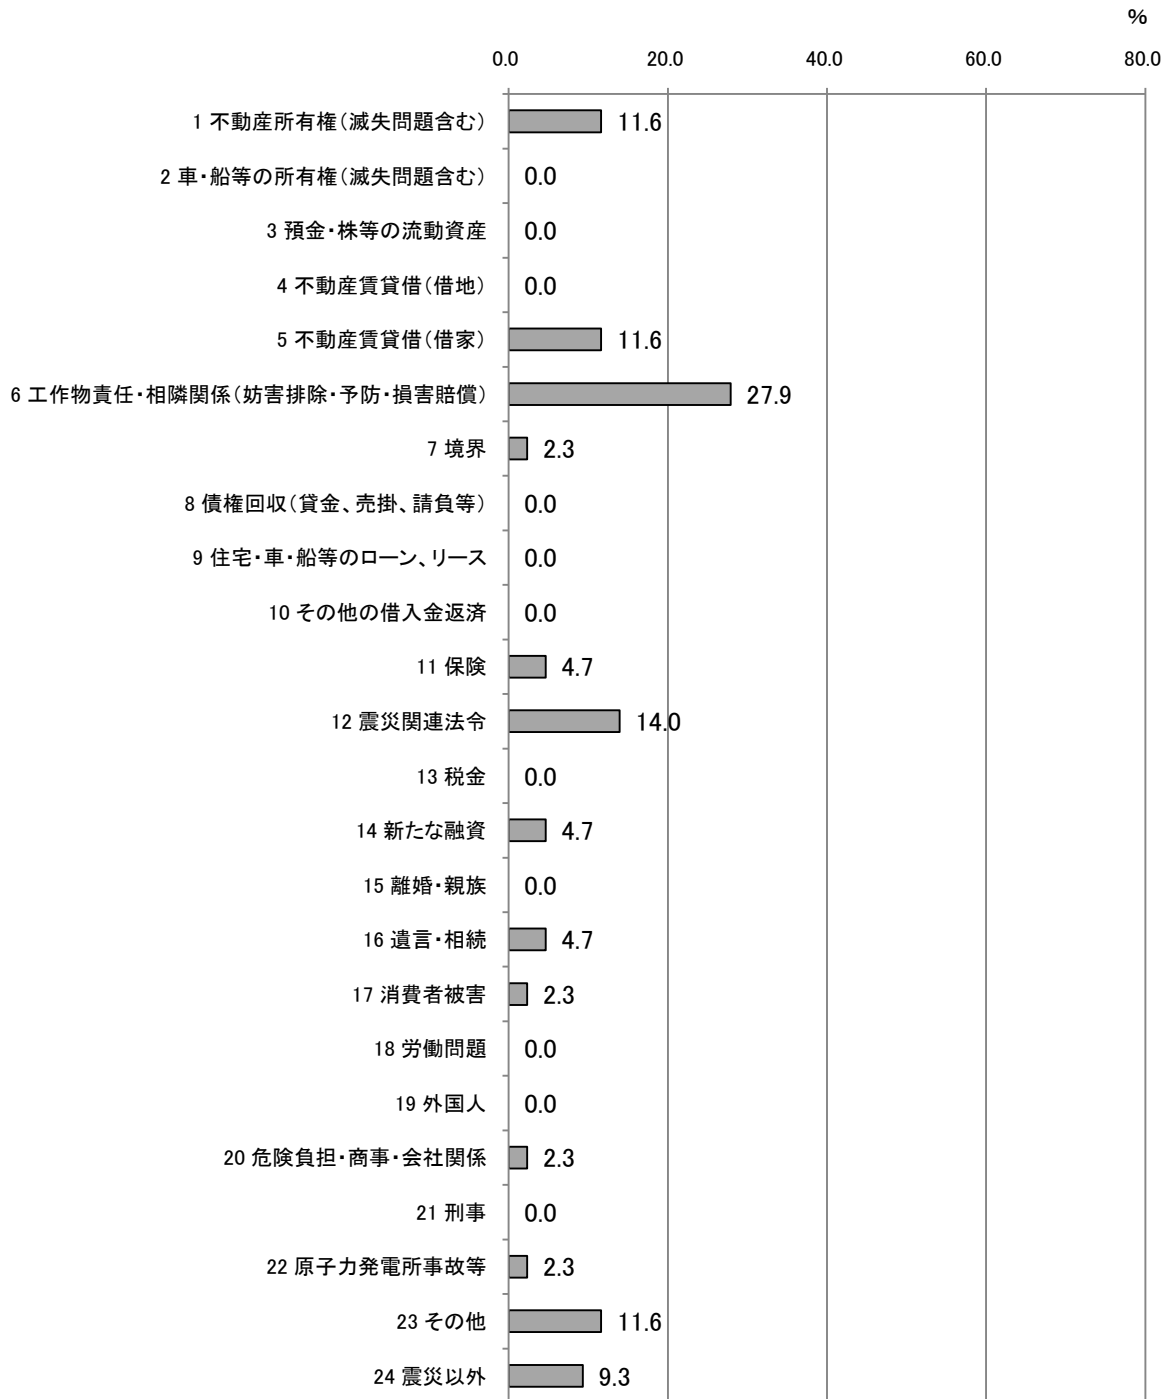 %
0.0 20.0 40.0 60.0 80.0
1 不動産所有権（滅失問題含む） 11.6
2 車・船等の所有権（滅失問題含む） 0.0
3 預金・株等の流動資産 0.0
4 不動産賃貸借（借地） 0.0
5 不動産賃貸借（借家） 11.6
6 工作物責任・相隣関係（妨害排除・予防・損害賠償） 27.9
7 境界 2.3
8 債権回収（貸金、売掛、請負等） 0.0
9 住宅・車・船等のローン、リース 0.0
10 その他の借入金返済 0.0
11 保険 4.7
12 震災関連法令 14.0
13 税金 0.0
14 新たな融資 4.7
15 離婚・親族 0.0
16 遺言・相続 4.7
17 消費者被害 2.3
18 労働問題 0.0
19 外国人 0.0
20 危険負担・商事・会社関係 2.3
21 刑事 0.0
22 原子力発電所事故等 2.3
23 その他 11.6
24 震災以外 9.3